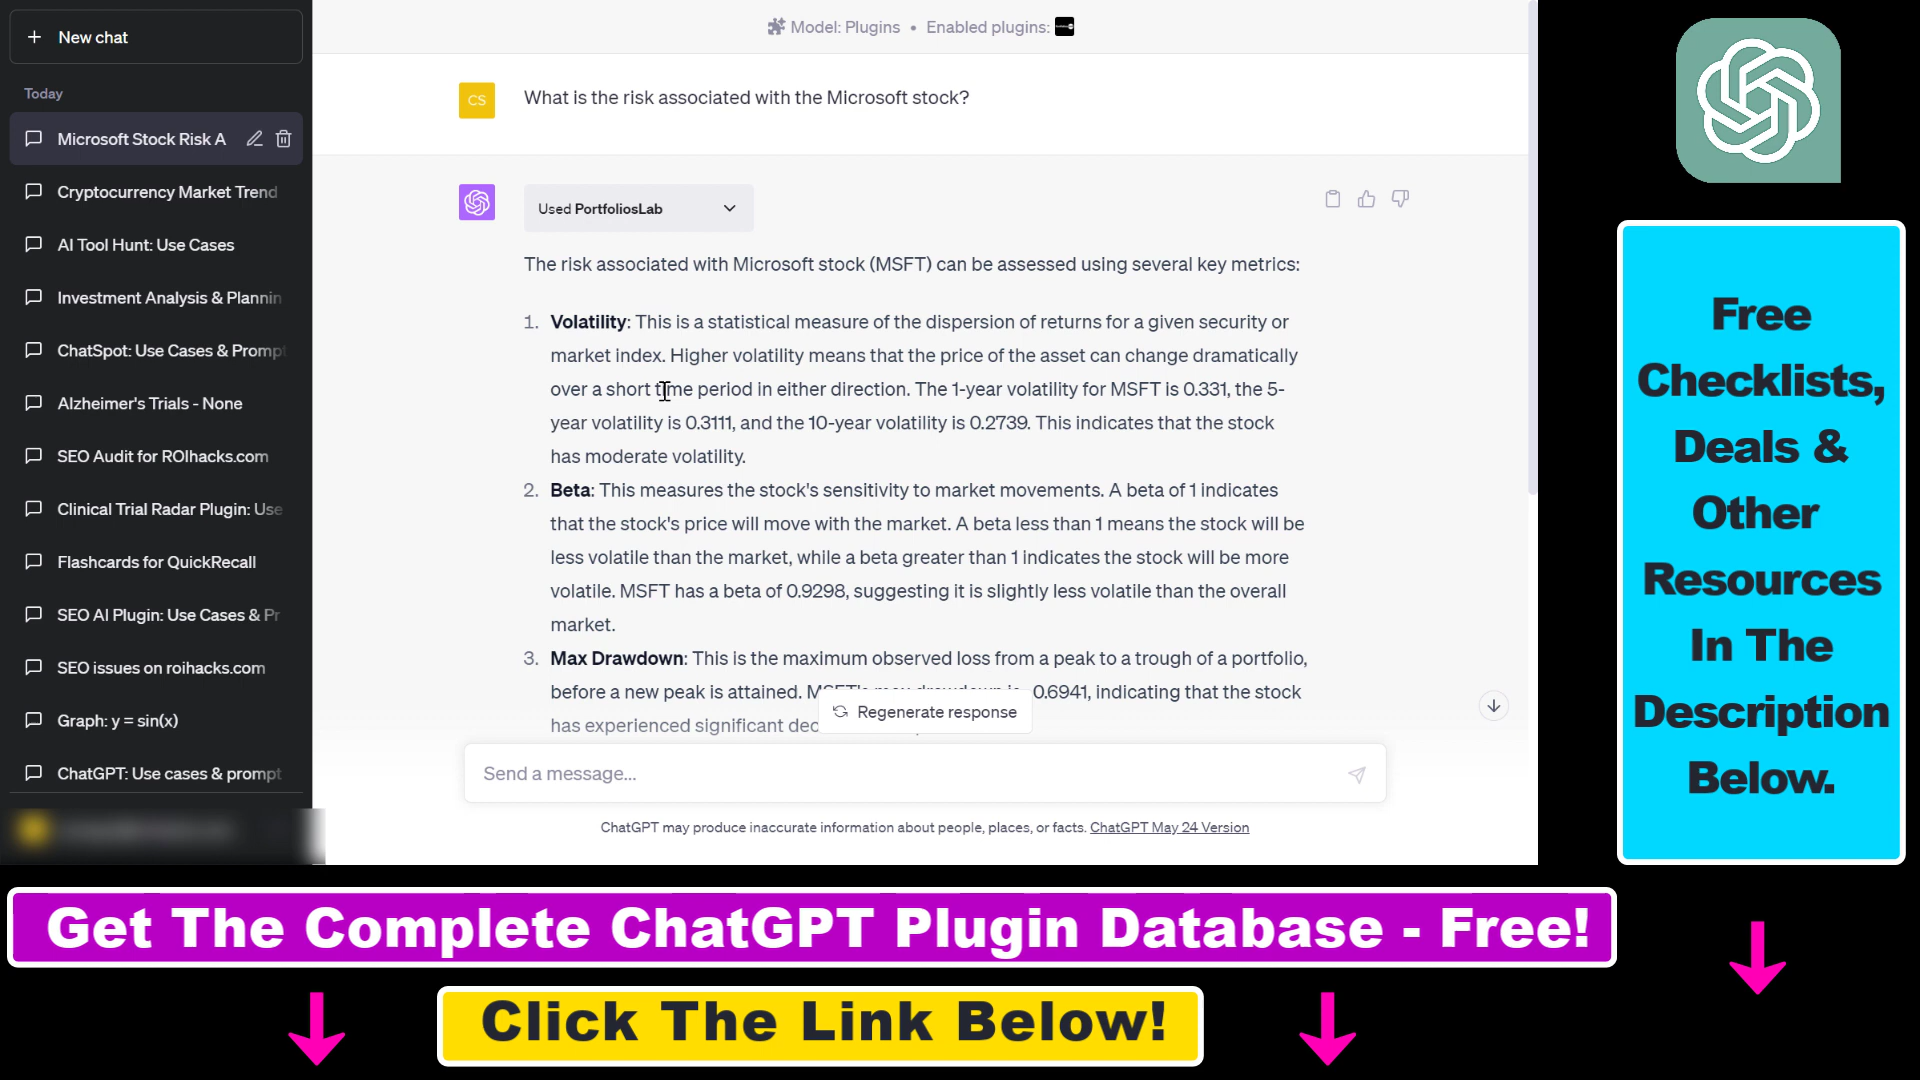 New chat
Today
Microsoft Stock Risk A
Cryptocurrency Market Trend
AI Tool Hunt: Use Cases
Investment Analysis & Plannin
ChatSpot: Use Cases & Prompt
Alzheimer's Trials - None
SEO Audit for ROIhacks.com
Clinical Trial Radar Plugin: Use
Flashcards for QuickRecall
SEO AI Plugin: Use Cases & Pr
SEO issues on roihacks.com
Graph: y = sin(x)
ChatGPT: Use cases & prompt
Model: Plugins • Enabled plugins:
CS
What is the risk associated with the Microsoft stock?
Used PortfoliosLab
The risk associated with Microsoft stock (MSFT) can be assessed using several key metrics:
1. Volatility: This is a statistical measure of the dispersion of returns for a given security or
market index. Higher volatility means that the price of the asset can change dramatically
over a short time period in either direction. The 1-year volatility for MSFT is 0.331, the 5-
year volatility is 0.3111, and the 10-year volatility is 0.2739. This indicates that the stock
has moderate volatility.
2. Beta: This measures the stock's sensitivity to market movements. A beta of 1 indicates
that the stock's price will move with the market. A beta less than 1 means the stock will be
less volatile than the market, while a beta greater than 1 indicates the stock will be more
volatile. MSFT has a beta of 0.9298, suggesting it is slightly less volatile than the overall
market.
3. Max Drawdown: This is the maximum observed loss from a peak to a trough of a portfolio,
before a new peak is attained. MSFT's max drawdown is 0.6941, indicating that the stock
has experienced significant dec
Regenerate response
Send a message...
ChatGPT may produce inaccurate information about people, places, or facts. ChatGPT May 24 Version
Free
Checklists,
Deals &
Other
Resources
In The
Description
Below.
Get The Complete ChatGPT Plugin Database - Free!
Click The Link Below!